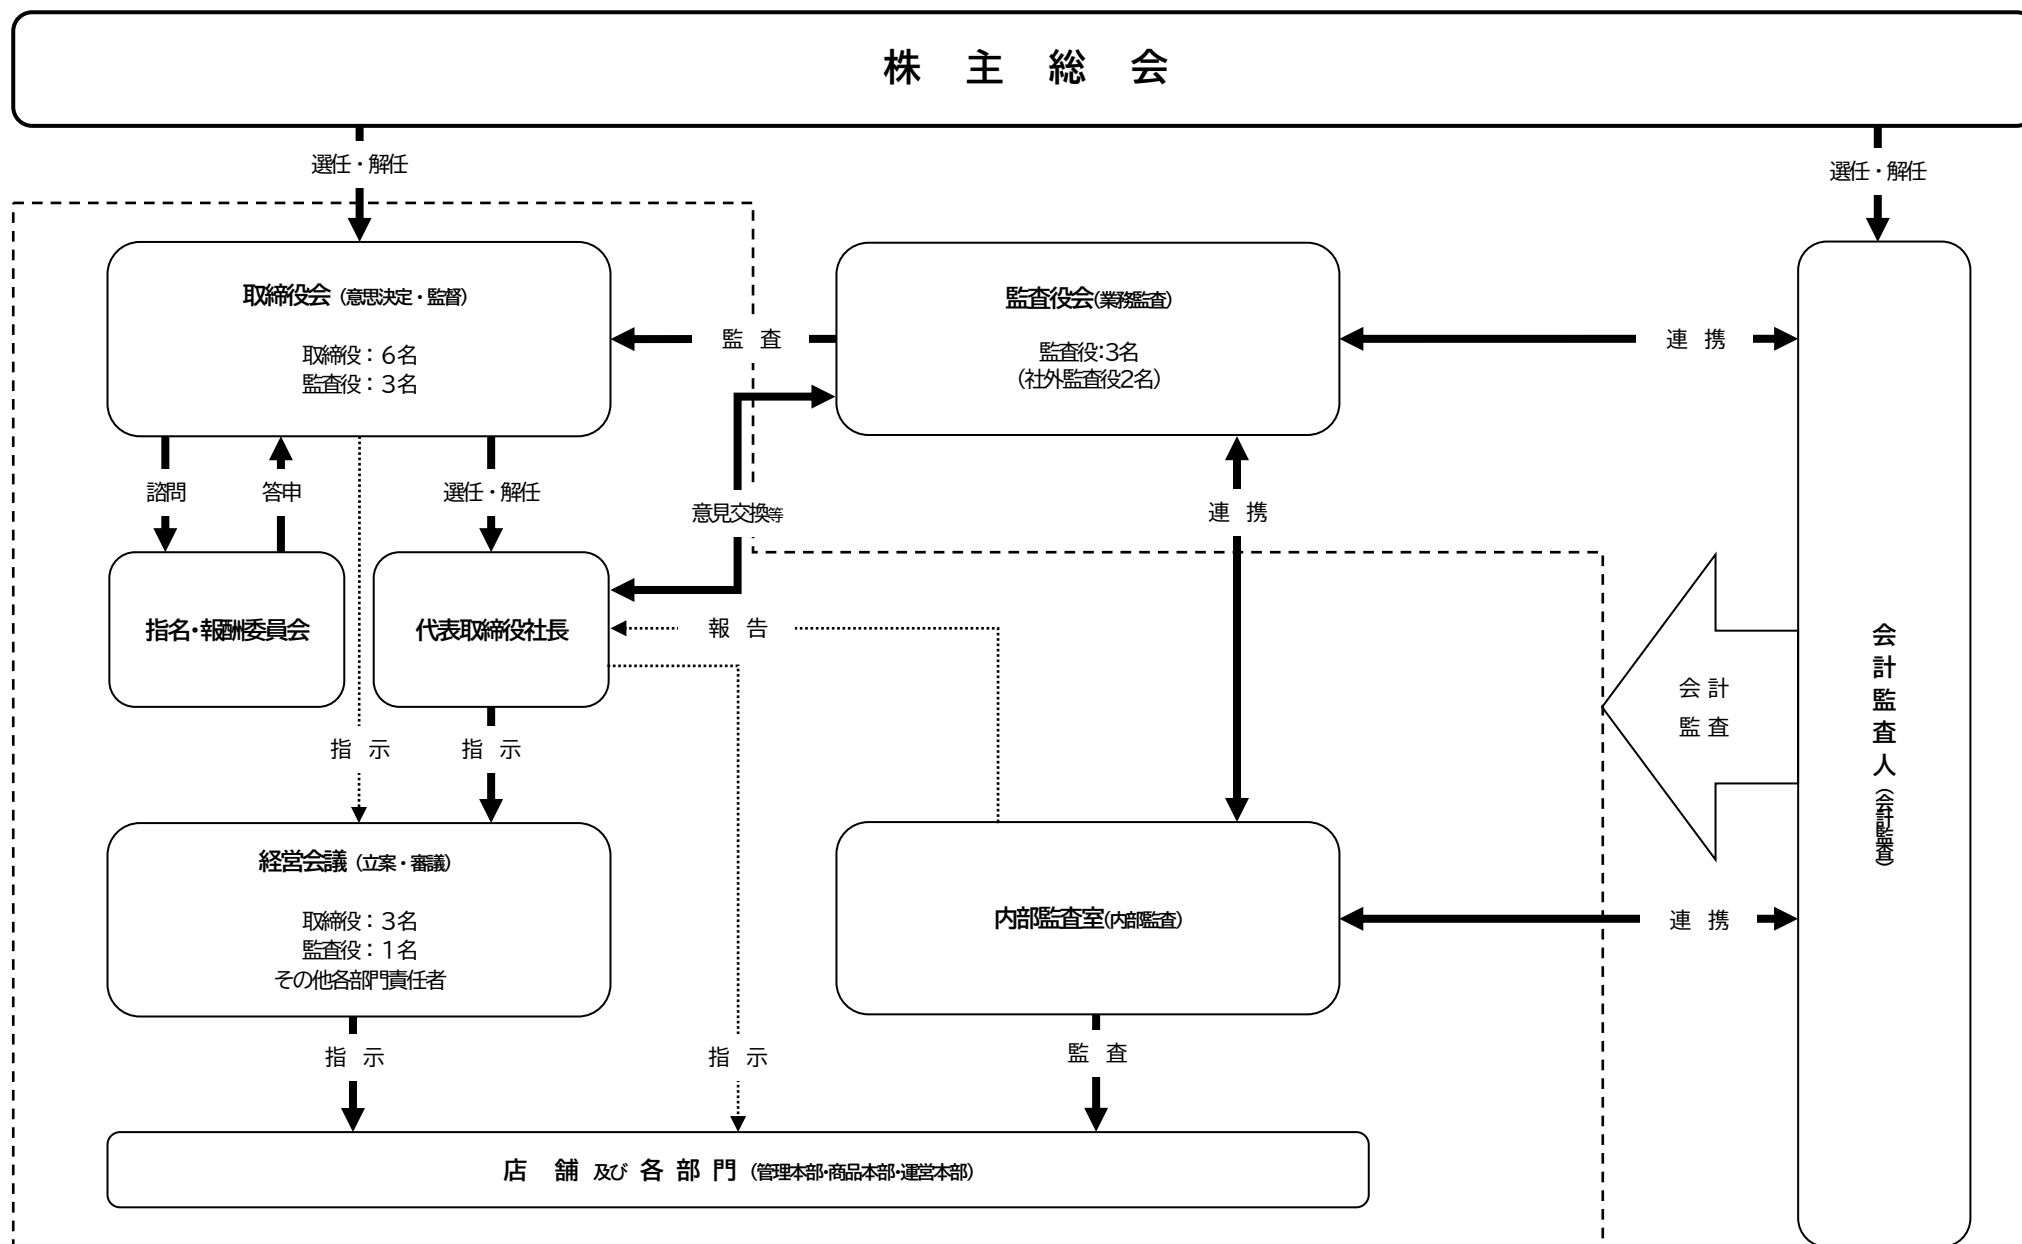 株 主 総 会
選任・解任
選任・解任
取締役会（意思決定・監督）
取締役：６名
監査役：３名
監 査
監査役会（業務監査）
監査役：３名
（社外監査役２名）
連 携
諮問
答申
選任・解任
意見交換等
連 携
指名・報酬委員会
代表取締役社長
報 告
会 計
監 査
会計監査人（会計監査）
指 示
指 示
経営会議（立案・審議）
取締役：３名
監査役：１名
その他各部門責任者
内部監査室（内部監査）
連 携
指 示
指 示
監 査
店 舗 及び 各 部 門（管理本部・商品本部・運営本部）